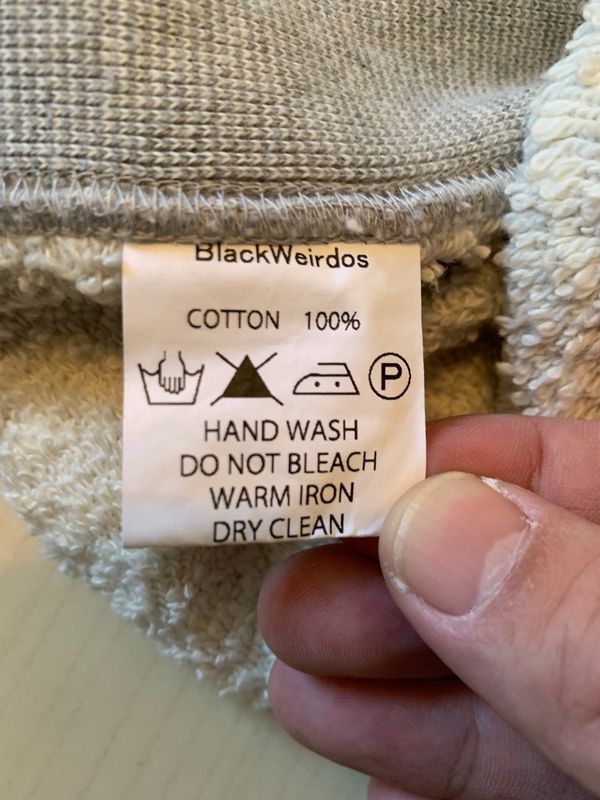 BlackWeirdos
COTTON 100%
P
HAND WASH
DO NOT BLEACH
WARM IRON
DRY CLEAN